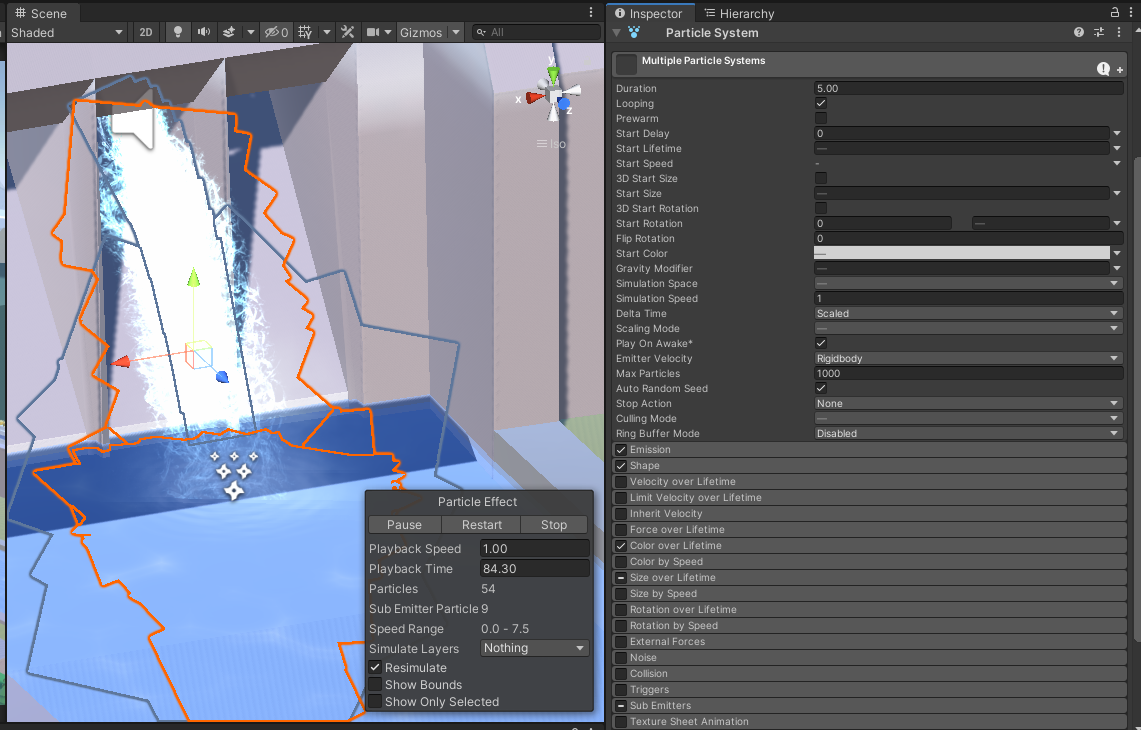 Scene
Shaded
2D
0
Gizmos
All
y
x
z
Iso
Particle Effect
Pause
Restart
Stop
Playback Speed 1.00
Playback Time 84.30
Particles 54
Sub Emitter Particle 9
Speed Range 0.0 - 7.5
Simulate Layers Nothing
Resimulate
Show Bounds
Show Only Selected
Inspector
Hierarchy
Particle System
Multiple Particle Systems
Duration 5.00
Looping
Prewarm
Start Delay 0
Start Lifetime —
Start Speed -
3D Start Size
Start Size —
3D Start Rotation
Start Rotation 0 —
Flip Rotation 0
Start Color —
Gravity Modifier —
Simulation Space —
Simulation Speed 1
Delta Time Scaled
Scaling Mode —
Play On Awake*
Emitter Velocity Rigidbody
Max Particles 1000
Auto Random Seed
Stop Action None
Culling Mode —
Ring Buffer Mode Disabled
Emission
Shape
Velocity over Lifetime
Limit Velocity over Lifetime
Inherit Velocity
Force over Lifetime
Color over Lifetime
Color by Speed
Size over Lifetime
Size by Speed
Rotation over Lifetime
Rotation by Speed
External Forces
Noise
Collision
Triggers
Sub Emitters
Texture Sheet Animation